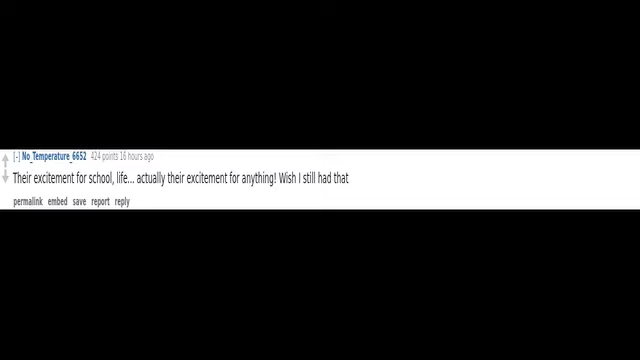 [-] No_Temperature_6652 424 points 16 hours ago
Their excitement for school, life... actually their excitement for anything! Wish I still had that
permalink embed save report reply